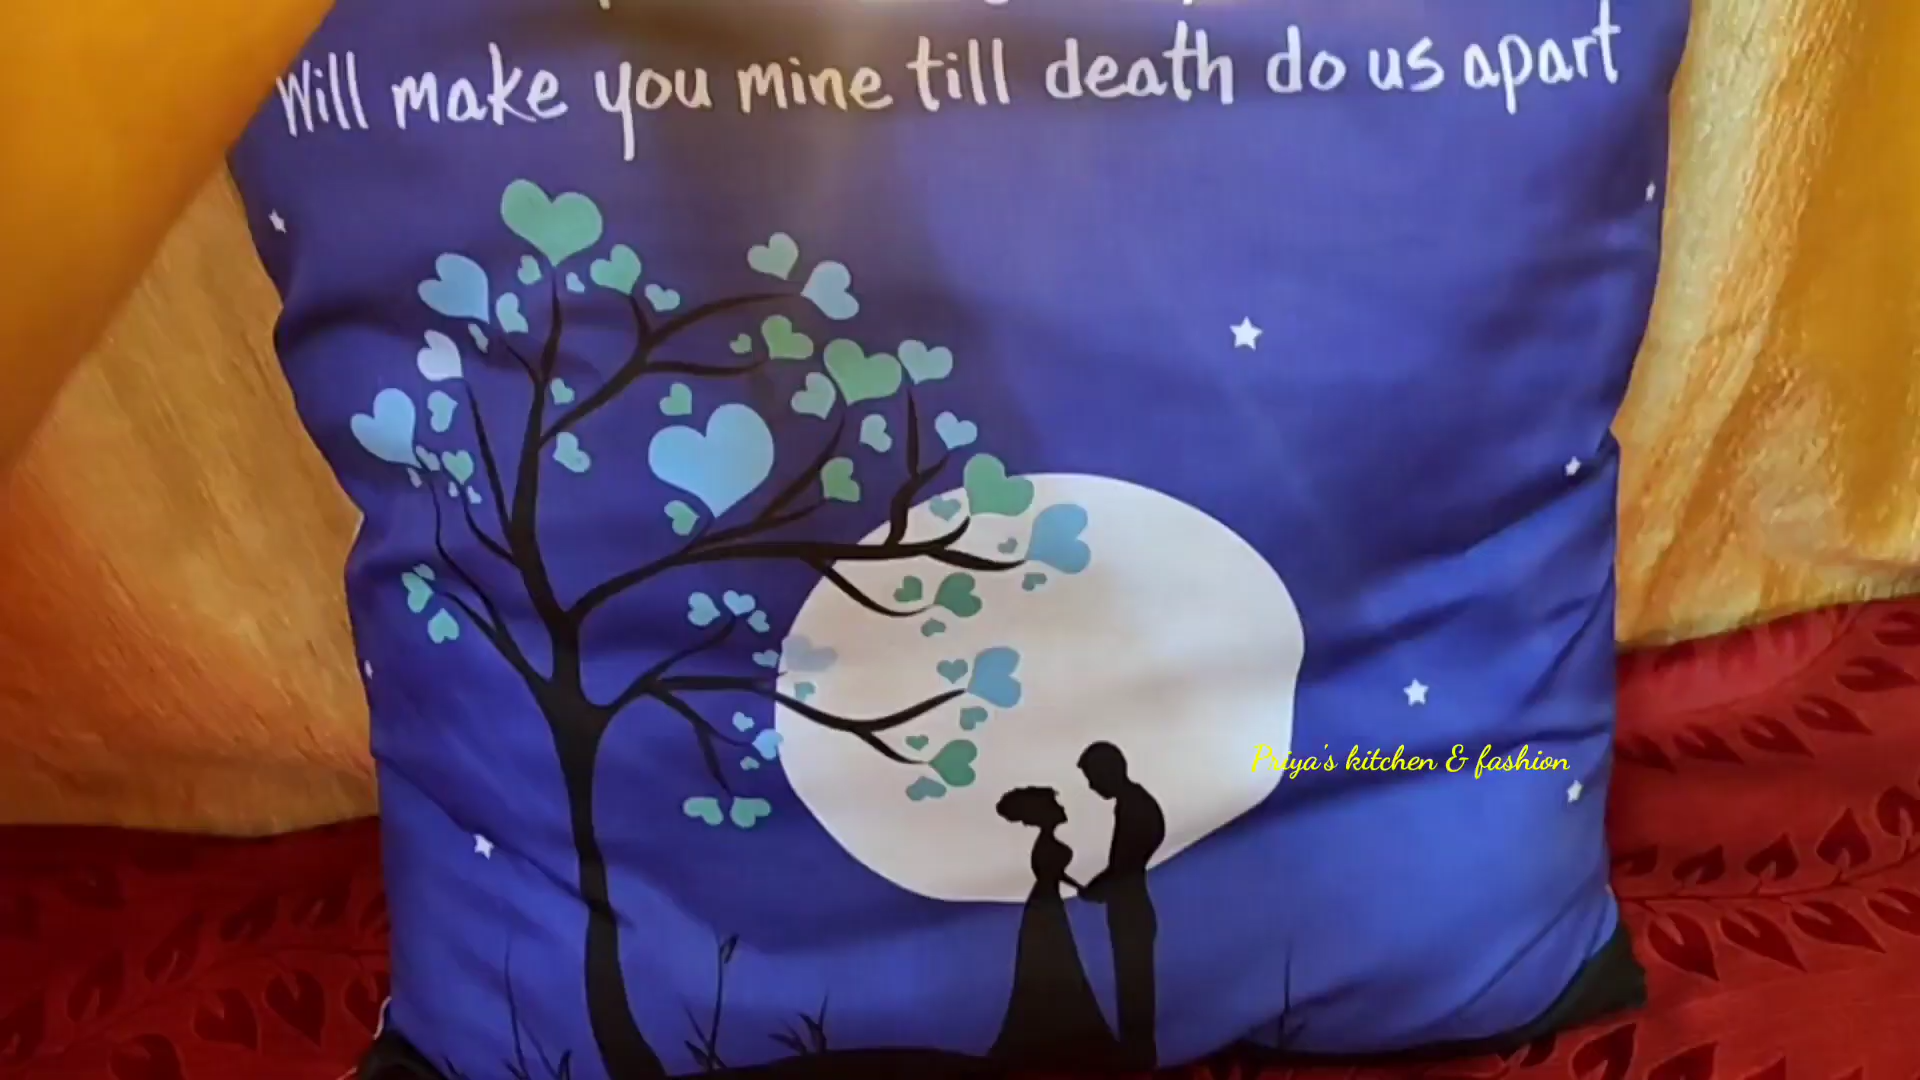 Will make you mine till death do us apart
Priya's kitchen & fashion